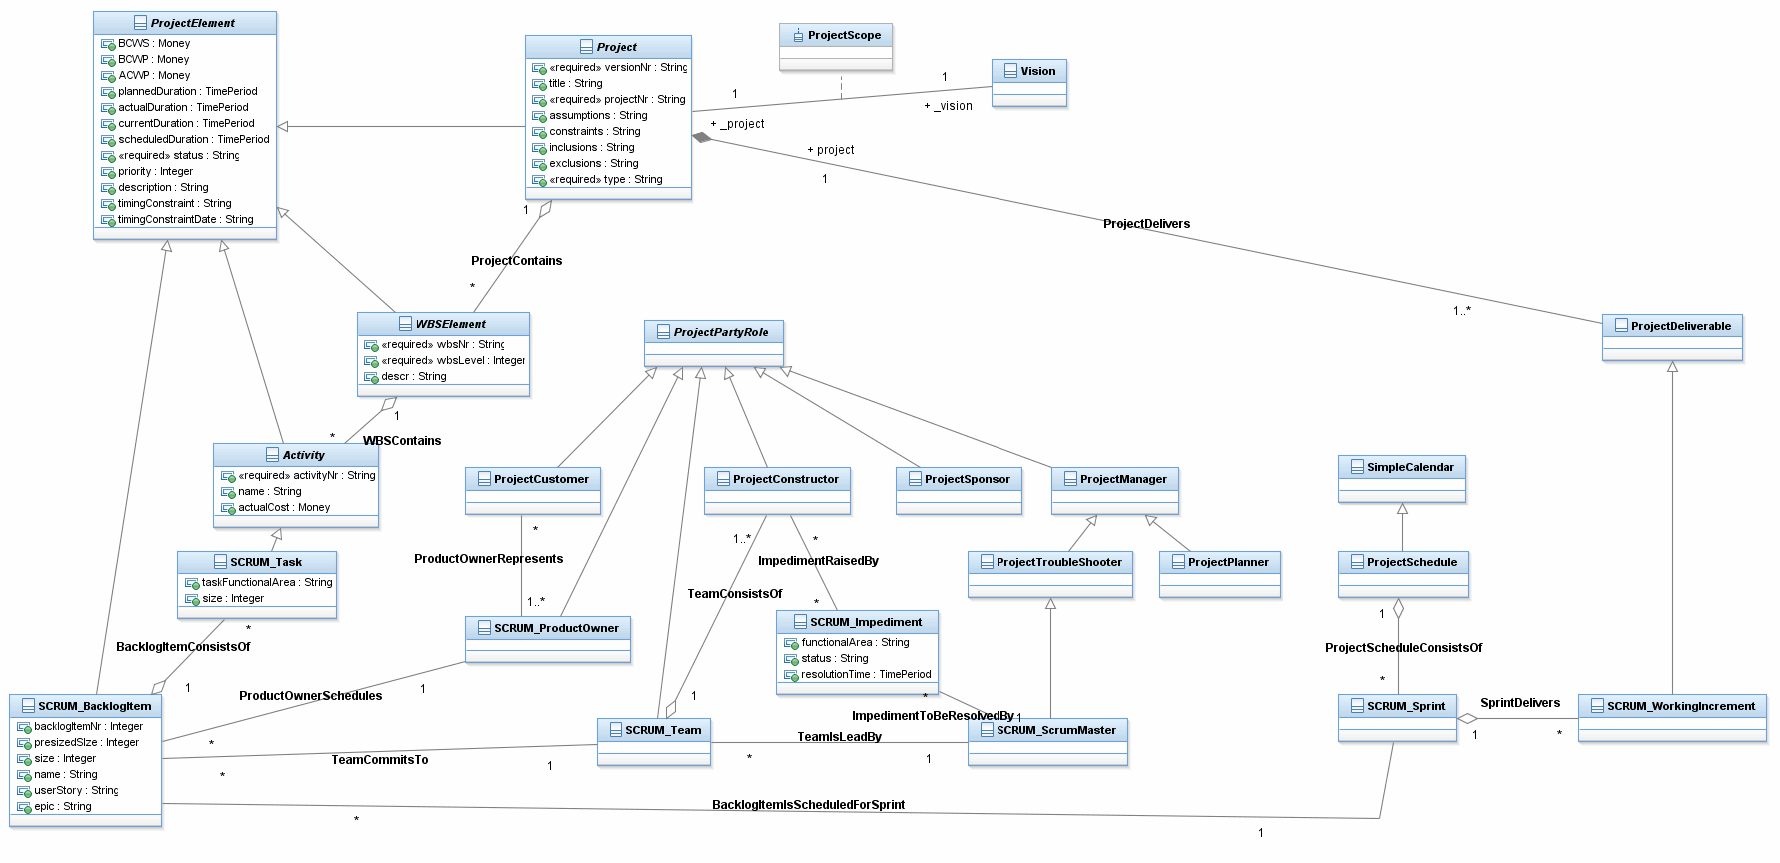 ProjectElement
BCWS : Money
BCWP : Money
ACWP : Money
plannedDuration : TimePeriod
actualDuration : TimePeriod
currentDuration : TimePeriod
scheduledDuration : TimePeriod
«required» status : String
priority : Integer
description : String
timingConstraint : String
timingConstraintDate : String
Project
«required» versionNr : String
title : String
«required» projectNr : String
assumptions : String
constraints : String
inclusions : String
exclusions : String
«required» type : String
ProjectScope
Vision
1
1
+ _vision
+ _project
+ project
1
ProjectDelivers
1..*
ProjectDeliverable
1
ProjectContains
*
WBSElement
«required» wbsNr : String
«required» wbsLevel : Integer
descr : String
1
*
WBSContains
ProjectPartyRole
Activity
«required» activityNr : String
name : String
actualCost : Money
ProjectCustomer
ProjectConstructor
ProjectSponsor
ProjectManager
SimpleCalendar
SCRUM_Task
taskFunctionalArea : String
size : Integer
*
ProductOwnerRepresents
1..*
1..*
*
ImpedimentRaisedBy
TeamConsistsOf
*
ProjectTroubleShooter
ProjectPlanner
ProjectSchedule
SCRUM_ProductOwner
SCRUM_Impediment
functionalArea : String
status : String
resolutionTime : TimePeriod
1
ProjectScheduleConsistsOf
*
*
BacklogItemConsistsOf
1
ProductOwnerSchedules
1
*
1
*
ImpedimentToBeResolvedBy
1
SCRUM_BacklogItem
backlogItemNr : Integer
presizedSIze : Integer
size : Integer
name : String
userStory : String
epic : String
SCRUM_Team
TeamIsLeadBy
*
1
SCRUM_ScrumMaster
SCRUM_Sprint
SprintDelivers
1
*
SCRUM_WorkingIncrement
TeamCommitsTo
*
1
BacklogItemIsScheduledForSprint
*
1